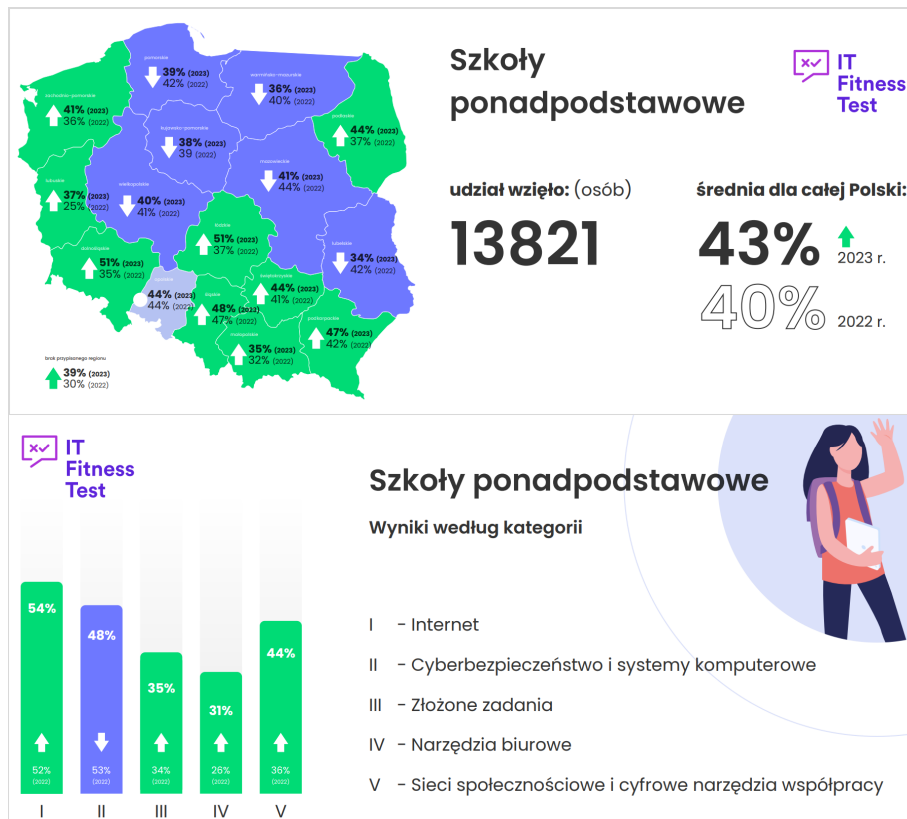 pomorskie
39% (2023)
42% (2022)
warmińsko-mazurskie
36% (2023)
40% (2022)
zachodnio-pomorskie
41% (2023)
36% (2022)
podlaskie
44% (2023)
37% (2022)
kujawsko-pomorskie
38% (2023)
39 (2022)
mazowieckie
41% (2023)
44% (2022)
lubuskie
37% (2023)
25% (2022)
wielkopolskie
40% (2023)
41% (2022)
łódzkie
51% (2023)
37% (2022)
lubelskie
34% (2023)
42% (2022)
dolnośląskie
51% (2023)
35% (2022)
opolskie
44% (2023)
44% (2022)
śląskie
48% (2023)
47% (2022)
świętokrzyskie
44% (2023)
41% (2022)
małopolskie
35% (2023)
32% (2022)
podkarpackie
47% (2023)
42% (2022)
brak przypisanego regionu
39% (2023)
30% (2022)
Szkoły
ponadpodstawowe
IT
Fitness
Test
udział wzięło: (osób)
13821
średnia dla całej Polski:
43%
2023 r.
40%
2022 r.
IT
Fitness
Test
Szkoły ponadpodstawowe
Wyniki według kategorii
54%
48%
35%
31%
44%
52%
(2022)
53%
(2022)
34%
(2022)
26%
(2022)
36%
(2022)
I
II
III
IV
V
I - Internet
II - Cyberbezpieczeństwo i systemy komputerowe
III - Złożone zadania
IV - Narzędzia biurowe
V - Sieci społecznościowe i cyfrowe narzędzia współpracy